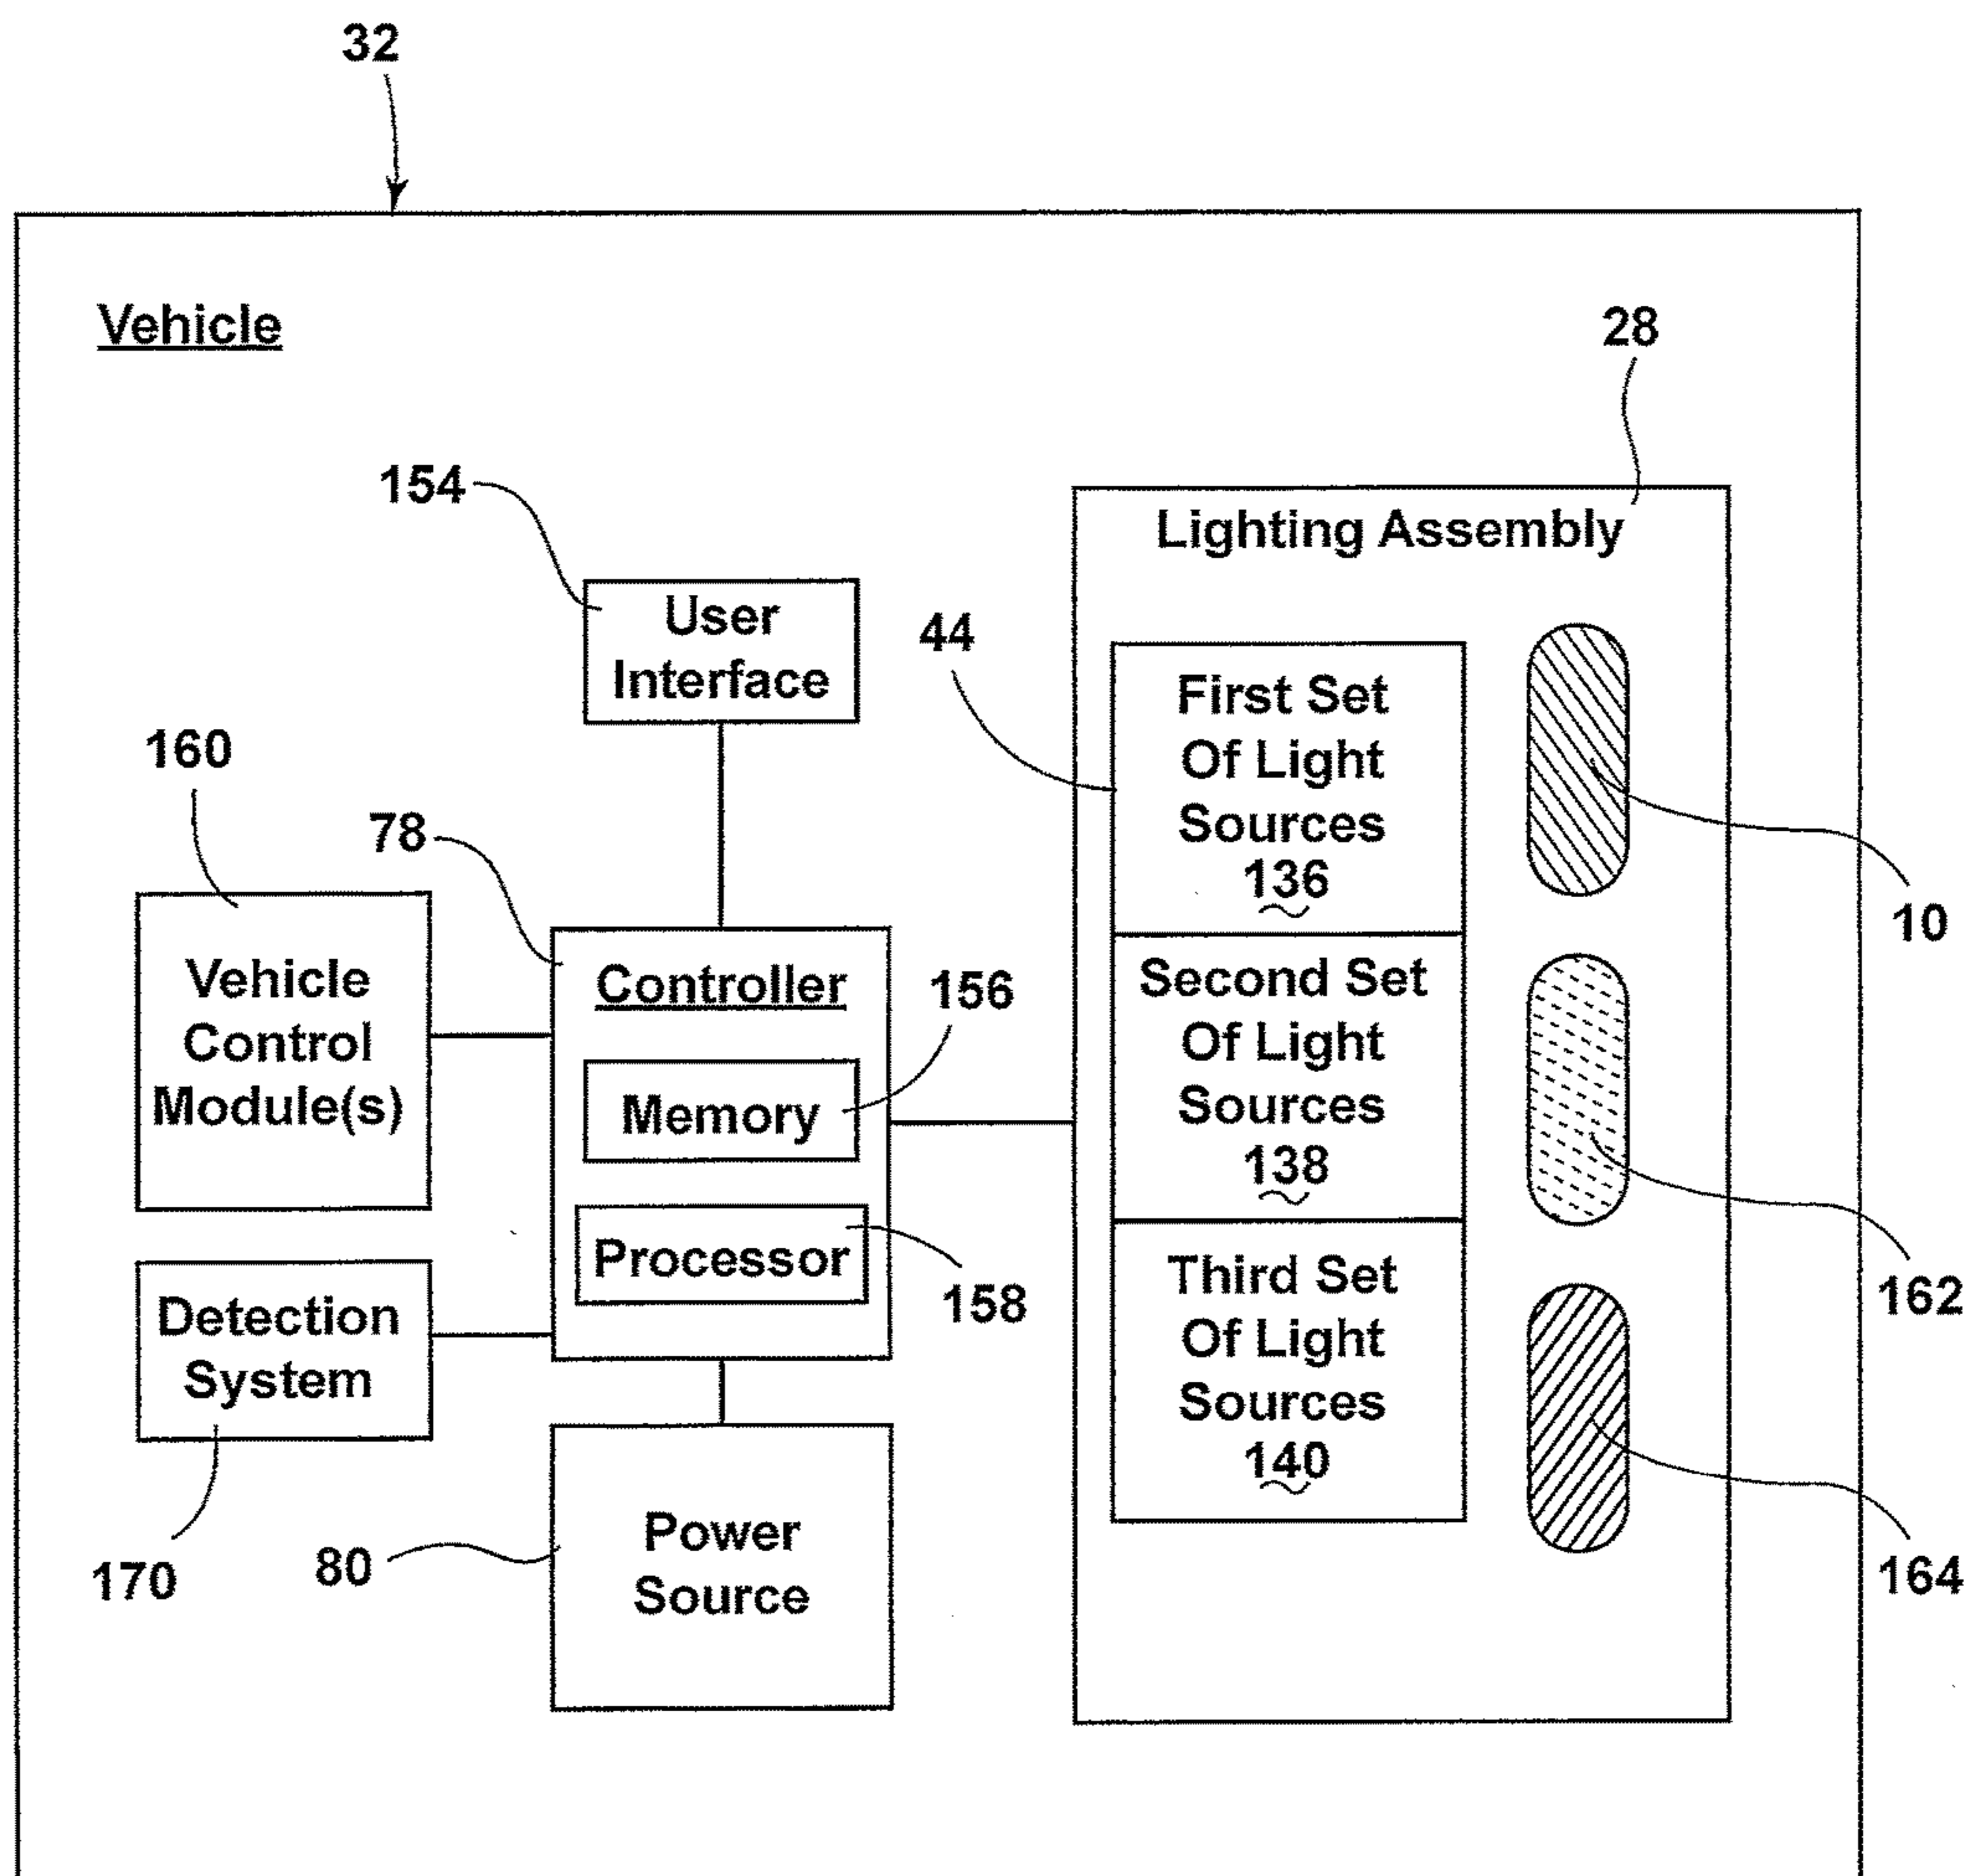 32
Vehicle
28
Lighting Assembly
154
User
Interface
44
First Set
Of Light
Sources
136
10
160
78
Vehicle
Control
Module(s)
Controller
156
Memory
Processor
158
Second Set
Of Light
Sources
138
162
Detection
System
170
Third Set
Of Light
Sources
140
164
80
Power
Source